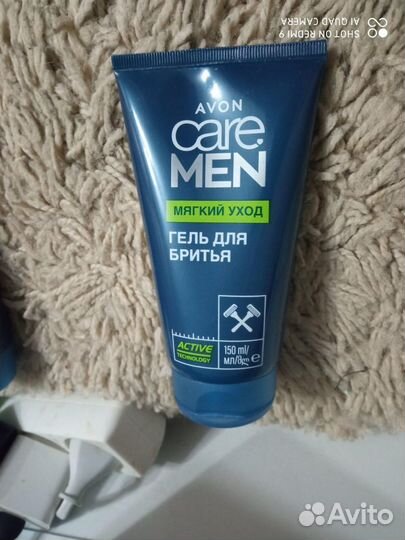 SHOT ON REDMI 9
AI QUAD CAMERA
AVON
care.
MEN
МЯГКИЙ УХОД
ГЕЛЬ ДЛЯ
БРИТЬЯ
ACTIVE
TECHNOLOGY
150 ml/
мл/მლ e
Avito